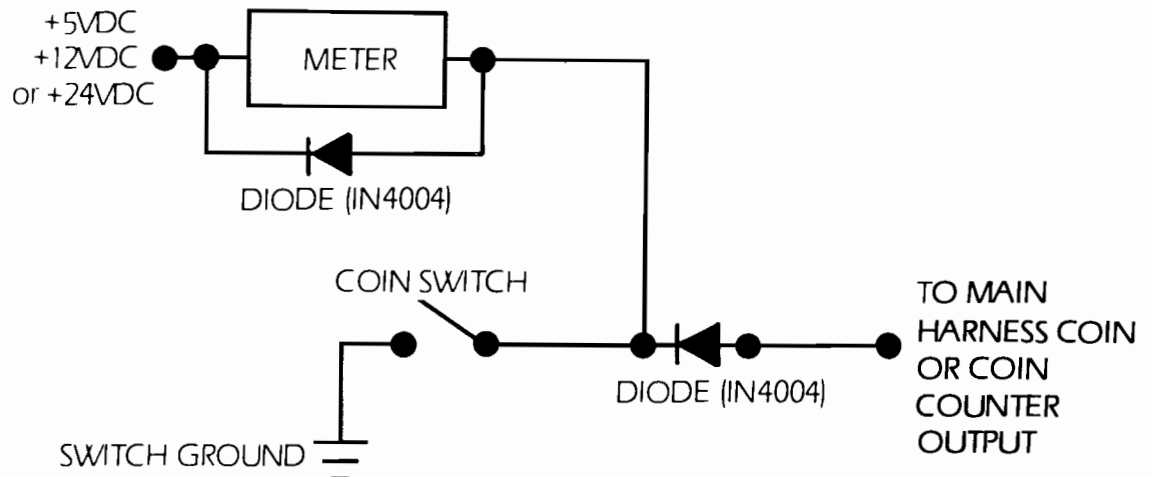 +5VDC
+12VDC
or +24VDC
METER
DIODE (IN4004)
COIN SWITCH
TO MAIN
HARNESS COIN
OR COIN
COUNTER
OUTPUT
DIODE (IN4004)
SWITCH GROUND